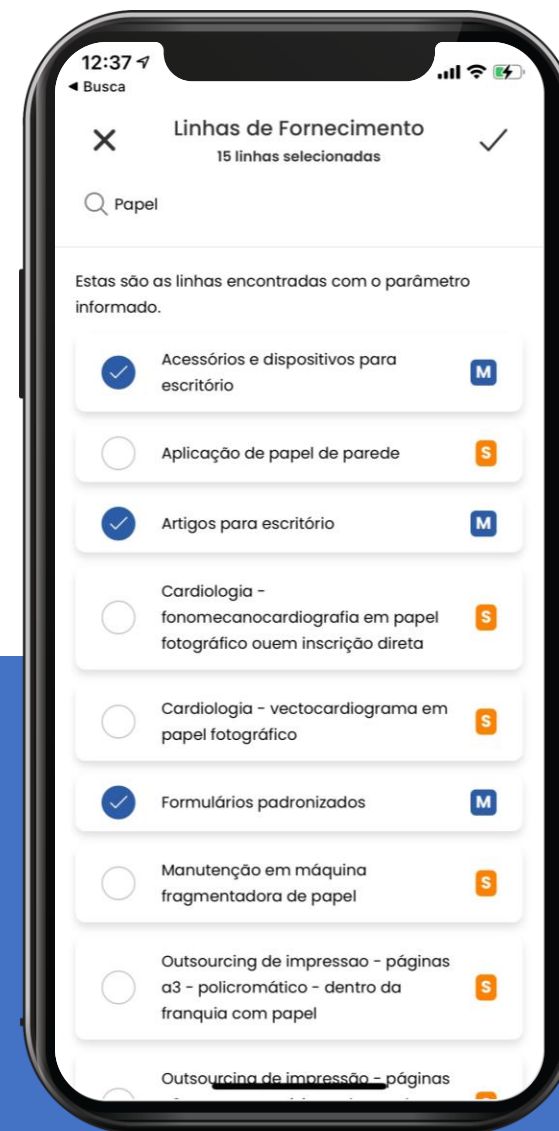 12:37
◀ Busca
Linhas de Fornecimento
15 linhas selecionadas
Papel
Estas são as linhas encontradas com o parâmetro
informado.
Acessórios e dispositivos para
escritório
M
Aplicação de papel de parede
S
Artigos para escritório
M
Cardiologia -
fonomecanocardiografia em papel
fotográfico ouem inscrição direta
S
Cardiologia - vectocardiograma em
papel fotográfico
S
Formulários padronizados
M
Manutenção em máquina
fragmentadora de papel
S
Outsourcing de impressao - páginas
a3 - policromático - dentro da
franquia com papel
S
Outsourcing de impressão - páginas